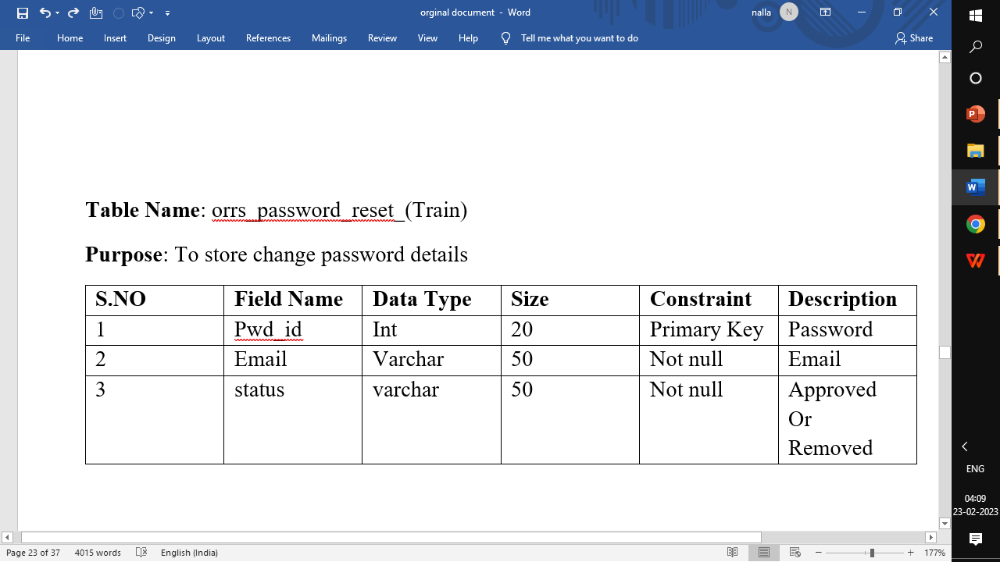 orginal document - Word
nalla
N
File Home Insert Design Layout References Mailings Review View Help Tell me what you want to do Share
Table Name: orrs_password_reset_(Train)
Purpose: To store change password details
S.NO Field Name Data Type Size Constraint Description
1 Pwd_id Int 20 Primary Key Password
2 Email Varchar 50 Not null Email
3 status varchar 50 Not null Approved
Or
Removed
ENG
04:09
23-02-2023
Page 23 of 37 4015 words English (India) 177%